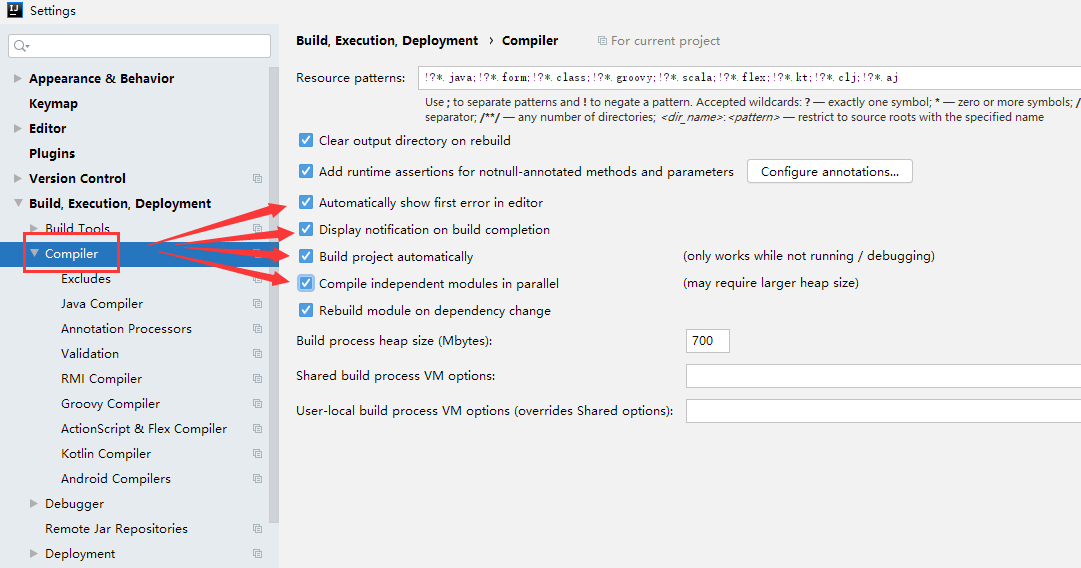 IJ Settings
Appearance & Behavior
Keymap
Editor
Plugins
Version Control
Build, Execution, Deployment
Build Tools
Compiler
Excludes
Java Compiler
Annotation Processors
Validation
RMI Compiler
Groovy Compiler
ActionScript & Flex Compiler
Kotlin Compiler
Android Compilers
Debugger
Remote Jar Repositories
Deployment
Build, Execution, Deployment › Compiler For current project
Resource patterns: !?*.java;!?*.form;!?*.class;!?*.groovy;!?*.scala;!?*.flex;!?*.kt;!?*.clj;!?*.aj
Use ; to separate patterns and ! to negate a pattern. Accepted wildcards: ? — exactly one symbol; * — zero or more symbols; /
separator; /**/ — any number of directories; <dir_name>:<pattern> — restrict to source roots with the specified name
Clear output directory on rebuild
Add runtime assertions for notnull-annotated methods and parameters Configure annotations...
Automatically show first error in editor
Display notification on build completion
Build project automatically (only works while not running / debugging)
Compile independent modules in parallel (may require larger heap size)
Rebuild module on dependency change
Build process heap size (Mbytes): 700
Shared build process VM options:
User-local build process VM options (overrides Shared options):